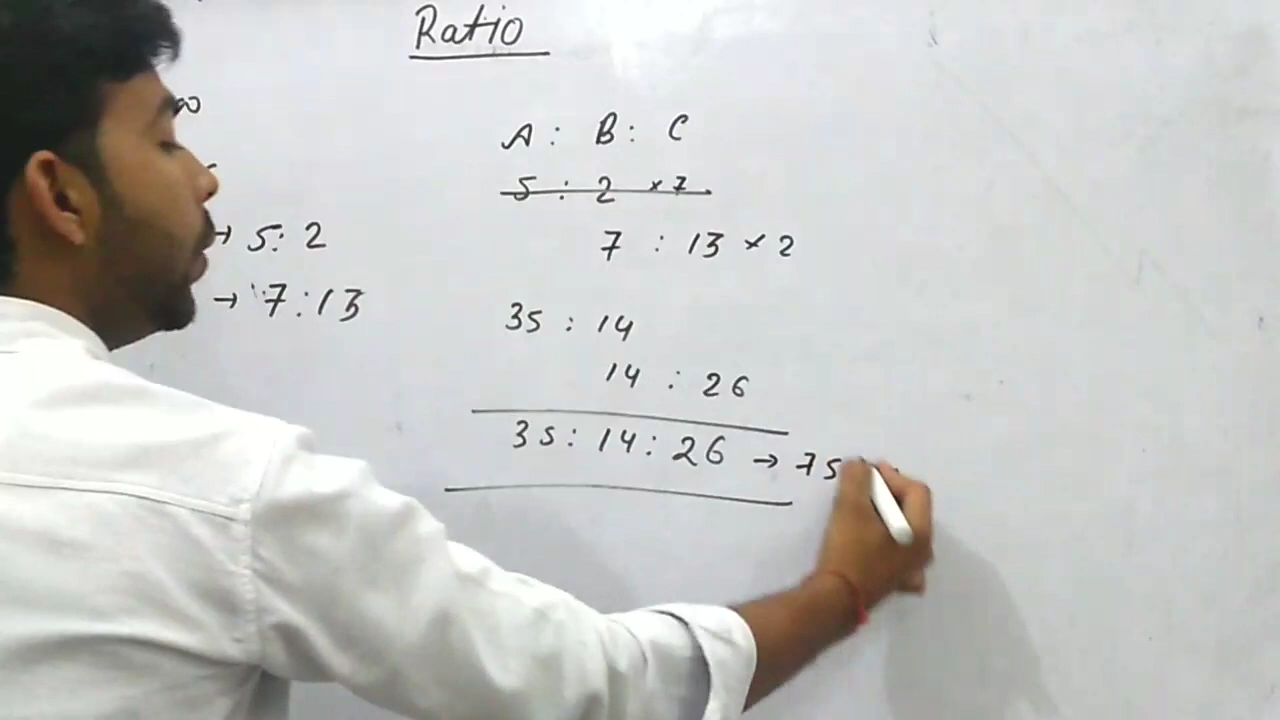 Ratio
→ 5:2
→ 7:13
A : B : C
5 : 2 × 7
7 : 13 × 2
35 : 14
14 : 26
35 : 14 : 26 → 75